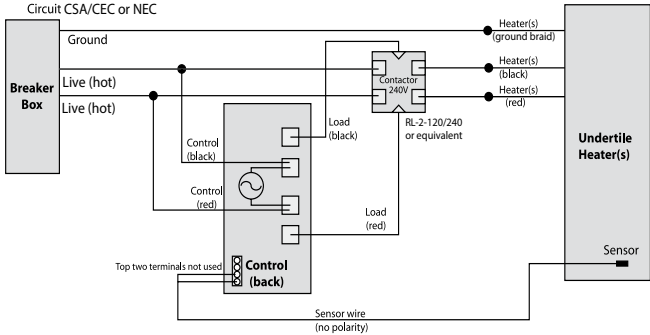 Circuit CSA/CEC or NEC
Ground
Heater(s)
(ground braid)
Live (hot)
Heater(s)
(black)
Breaker
Box
Live (hot)
Contactor
240V
Heater(s)
(red)
RL-2-120/240
or equivalent
Load
(black)
Undertile
Heater(s)
Control
(black)
Control
(red)
Load
(red)
Sensor
Top two terminals not used
Control
(back)
Sensor wire
(no polarity)